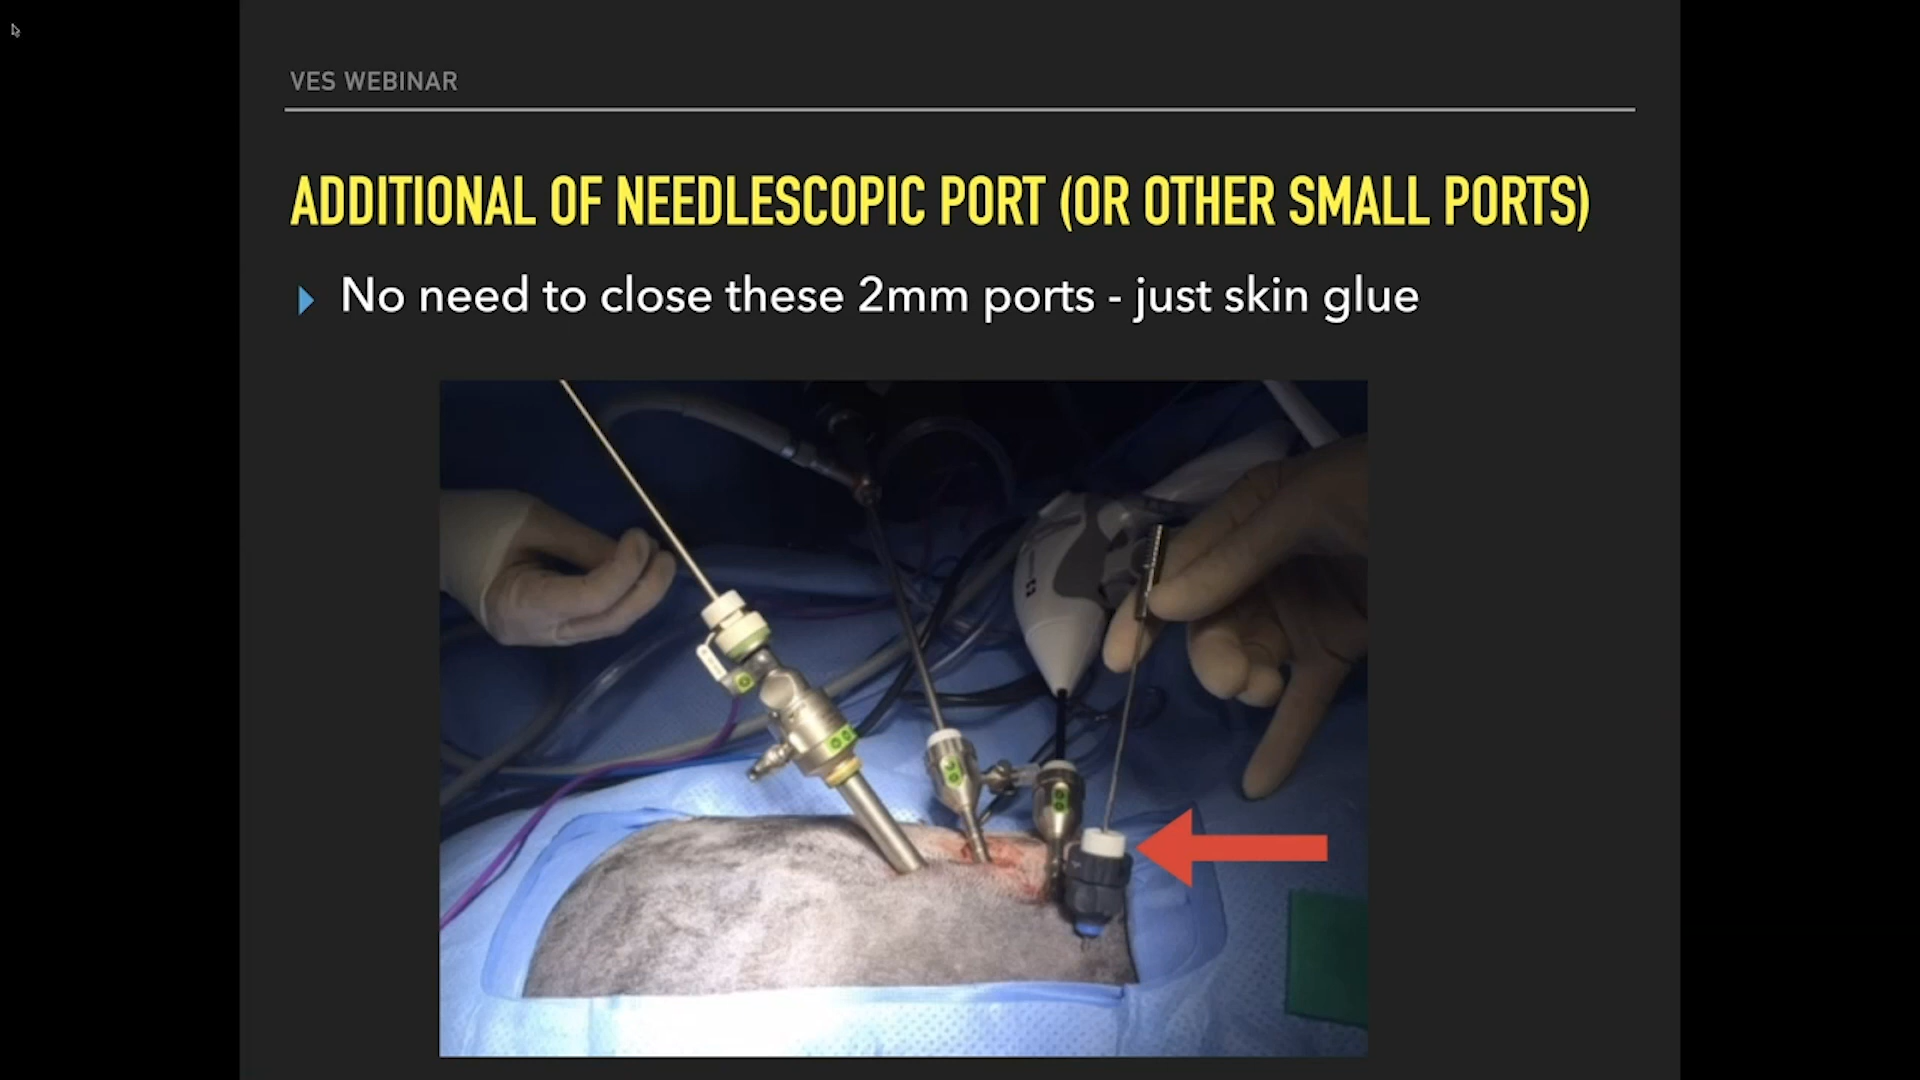 VES WEBINAR
ADDITIONAL OF NEEDLESCOPIC PORT (OR OTHER SMALL PORTS)
No need to close these 2mm ports - just skin glue